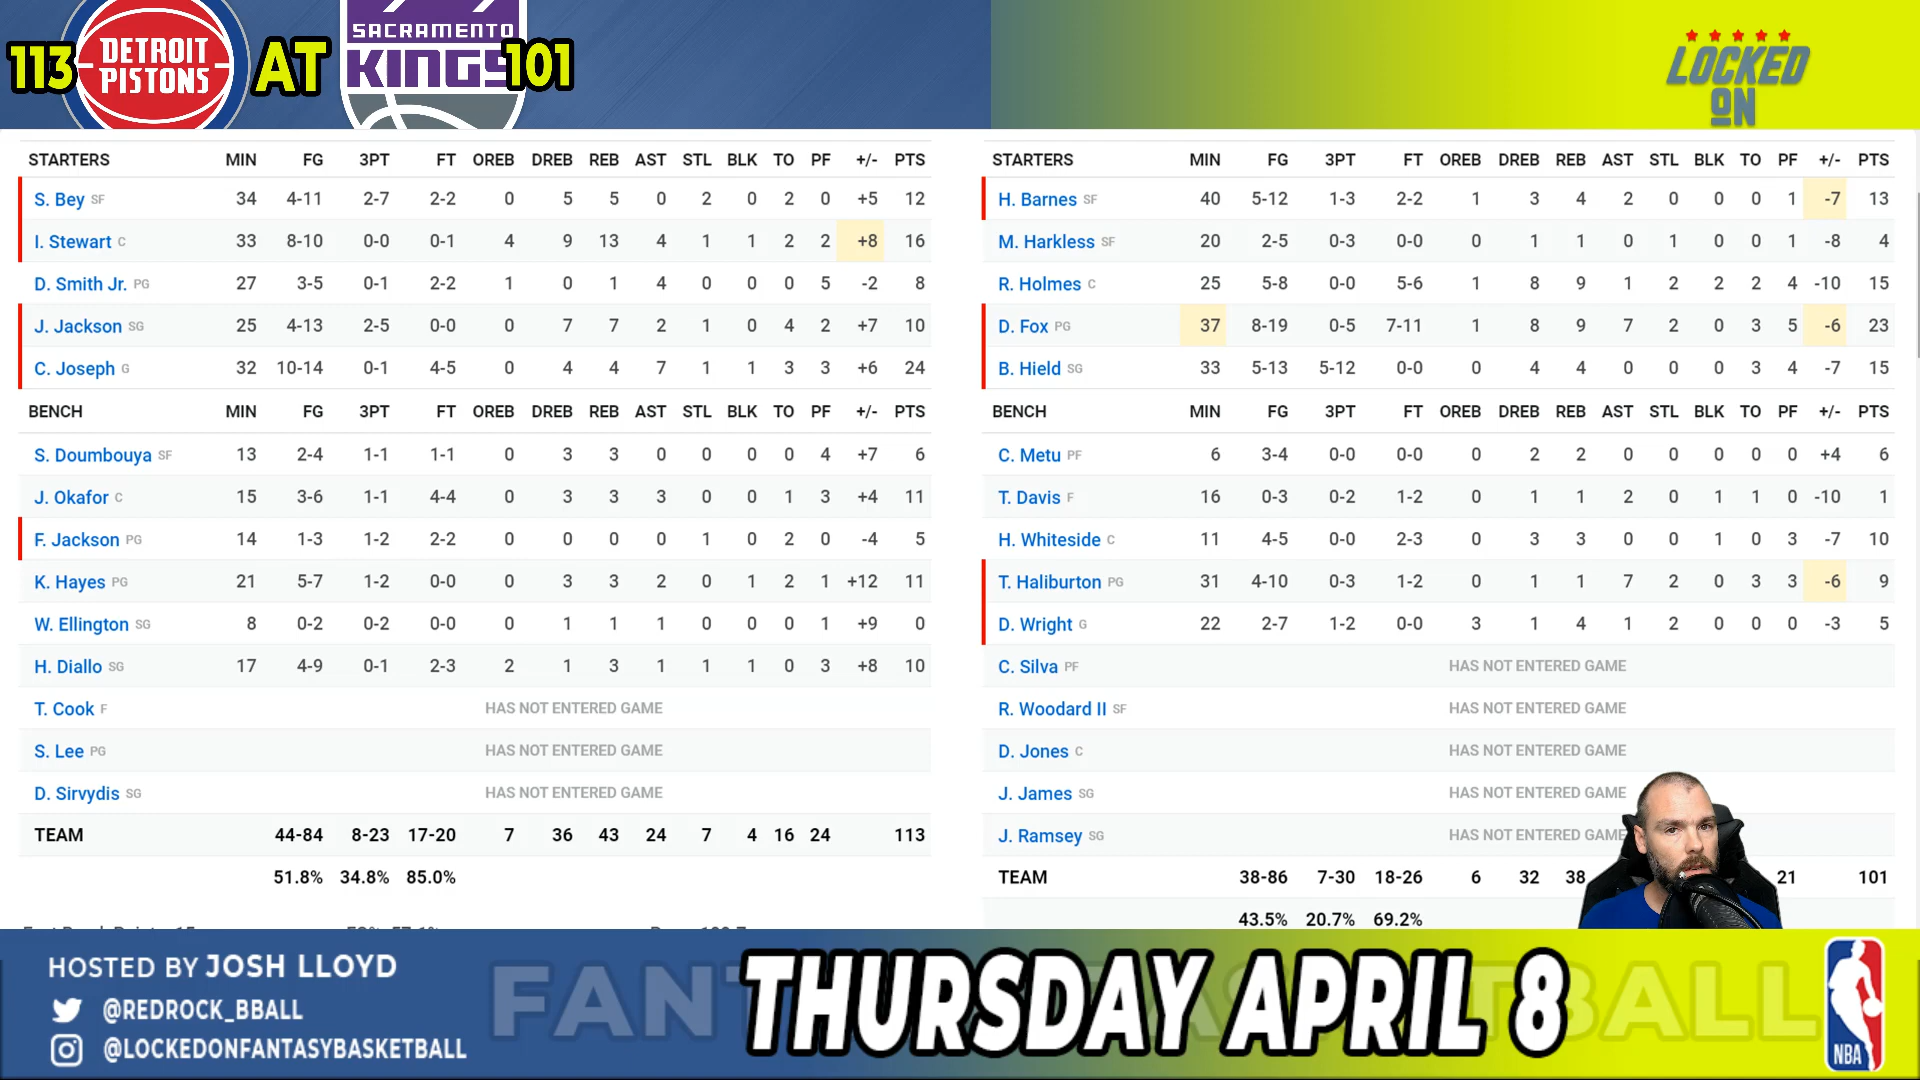 113 DETROIT PISTONS AT SACRAMENTO KINGS 101
LOCKED ON
STARTERS MIN FG 3PT FT OREB DREB REB AST STL BLK TO PF +/- PTS
S. Bey SF 34 4-11 2-7 2-2 0 5 5 0 2 0 2 0 +5 12
I. Stewart C 33 8-10 0-0 0-1 4 9 13 4 1 1 2 2 +8 16
D. Smith Jr. PG 27 3-5 0-1 2-2 1 0 1 4 0 0 0 5 -2 8
J. Jackson SG 25 4-13 2-5 0-0 0 7 7 2 1 0 4 2 +7 10
C. Joseph G 32 10-14 0-1 4-5 0 4 4 7 1 1 3 3 +6 24
BENCH MIN FG 3PT FT OREB DREB REB AST STL BLK TO PF +/- PTS
S. Doumbouya SF 13 2-4 1-1 1-1 0 3 3 0 0 0 0 4 +7 6
J. Okafor C 15 3-6 1-1 4-4 0 3 3 3 0 0 1 3 +4 11
F. Jackson PG 14 1-3 1-2 2-2 0 0 0 0 1 0 2 0 -4 5
K. Hayes PG 21 5-7 1-2 0-0 0 3 3 2 0 1 2 1 +12 11
W. Ellington SG 8 0-2 0-2 0-0 0 1 1 1 0 0 0 1 +9 0
H. Diallo SG 17 4-9 0-1 2-3 2 1 3 1 1 1 0 3 +8 10
T. Cook F HAS NOT ENTERED GAME
S. Lee PG HAS NOT ENTERED GAME
D. Sirvydis SG HAS NOT ENTERED GAME
TEAM 44-84 8-23 17-20 7 36 43 24 7 4 16 24 113
51.8% 34.8% 85.0%
STARTERS MIN FG 3PT FT OREB DREB REB AST STL BLK TO PF +/- PTS
H. Barnes SF 40 5-12 1-3 2-2 1 3 4 2 0 0 0 1 -7 13
M. Harkless SF 20 2-5 0-3 0-0 0 1 1 0 1 0 0 1 -8 4
R. Holmes C 25 5-8 0-0 5-6 1 8 9 1 2 2 2 4 -10 15
D. Fox PG 37 8-19 0-5 7-11 1 8 9 7 2 0 3 5 -6 23
B. Hield SG 33 5-13 5-12 0-0 0 4 4 0 0 0 3 4 -7 15
BENCH MIN FG 3PT FT OREB DREB REB AST STL BLK TO PF +/- PTS
C. Metu PF 6 3-4 0-0 0-0 0 2 2 0 0 0 0 0 +4 6
T. Davis F 16 0-3 0-2 1-2 0 1 1 2 0 1 1 0 -10 1
H. Whiteside C 11 4-5 0-0 2-3 0 3 3 0 0 1 0 3 -7 10
T. Haliburton PG 31 4-10 0-3 1-2 0 1 1 7 2 0 3 3 -6 9
D. Wright G 22 2-7 1-2 0-0 3 1 4 1 2 0 0 0 -3 5
C. Silva PF HAS NOT ENTERED GAME
R. Woodard II SF HAS NOT ENTERED GAME
D. Jones C HAS NOT ENTERED GAME
J. James SG HAS NOT ENTERED GAME
J. Ramsey SG HAS NOT ENTERED GAME
TEAM 38-86 7-30 18-26 6 32 38 21 101
43.5% 20.7% 69.2%
HOSTED BY JOSH LLOYD
@REDROCK_BBALL
@LOCKEDONFANTASYBASKETBALL
THURSDAY APRIL 8
NBA